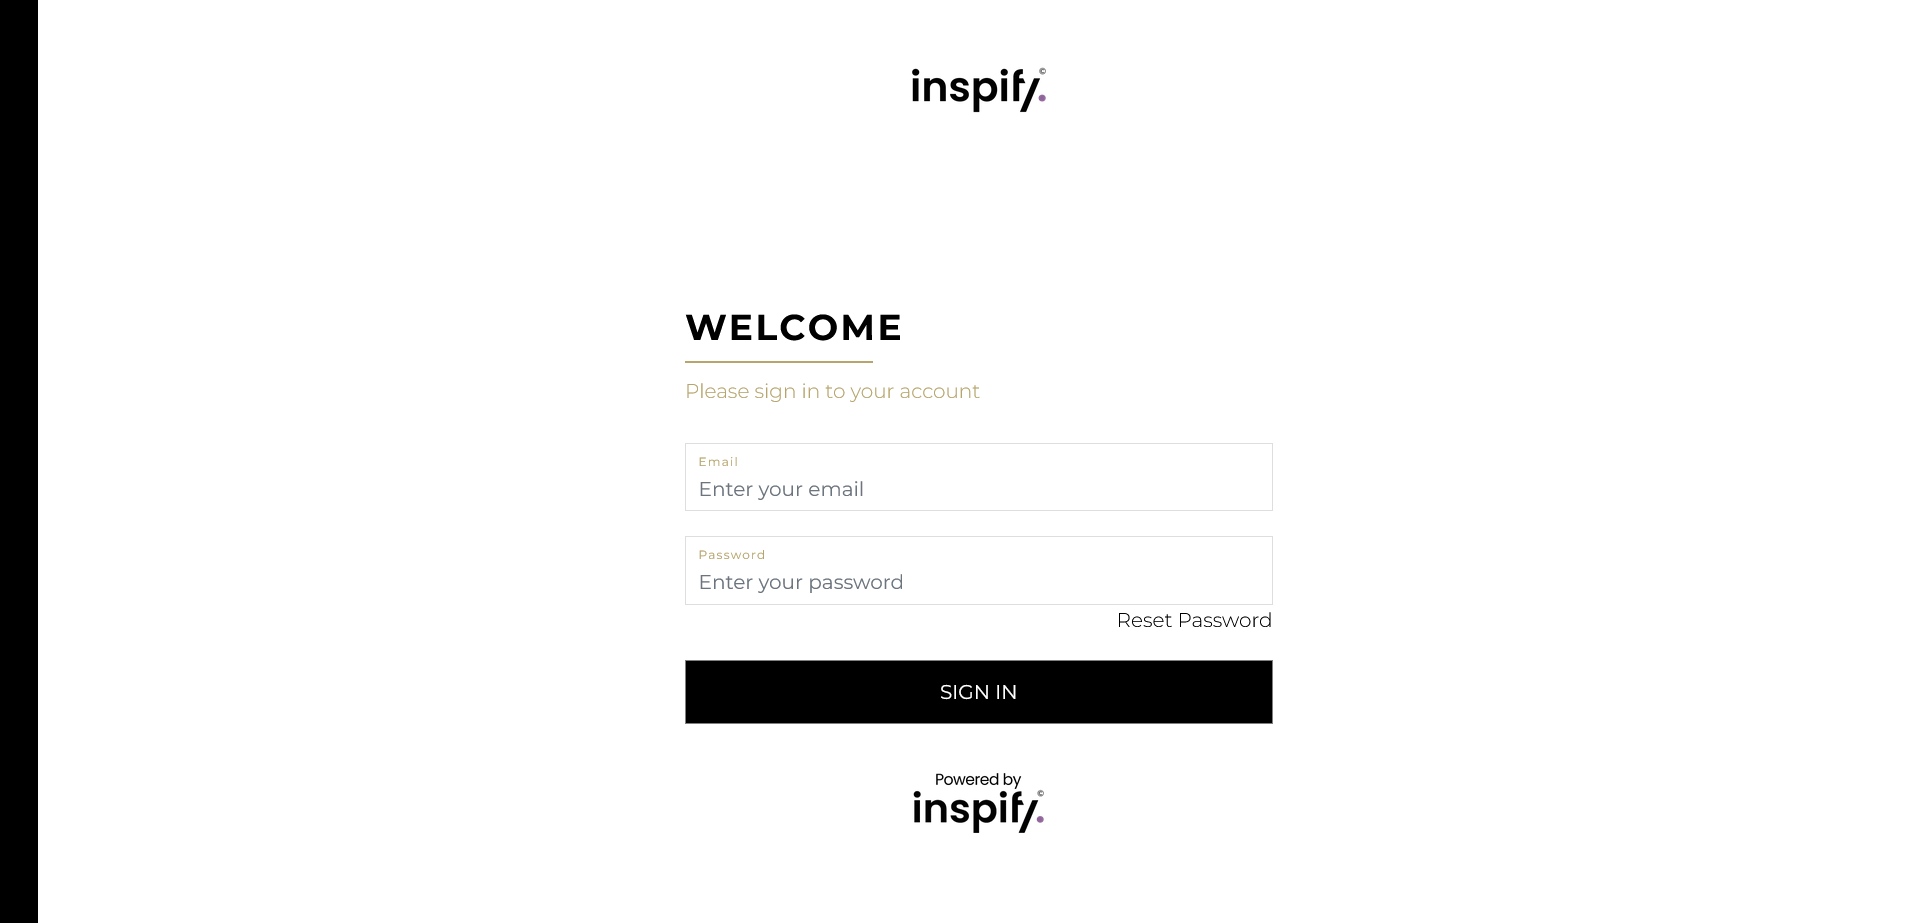 inspify.©
WELCOME
Please sign in to your account
Email
Enter your email
Password
Enter your password
Reset Password
SIGN IN
Powered by
inspify.©